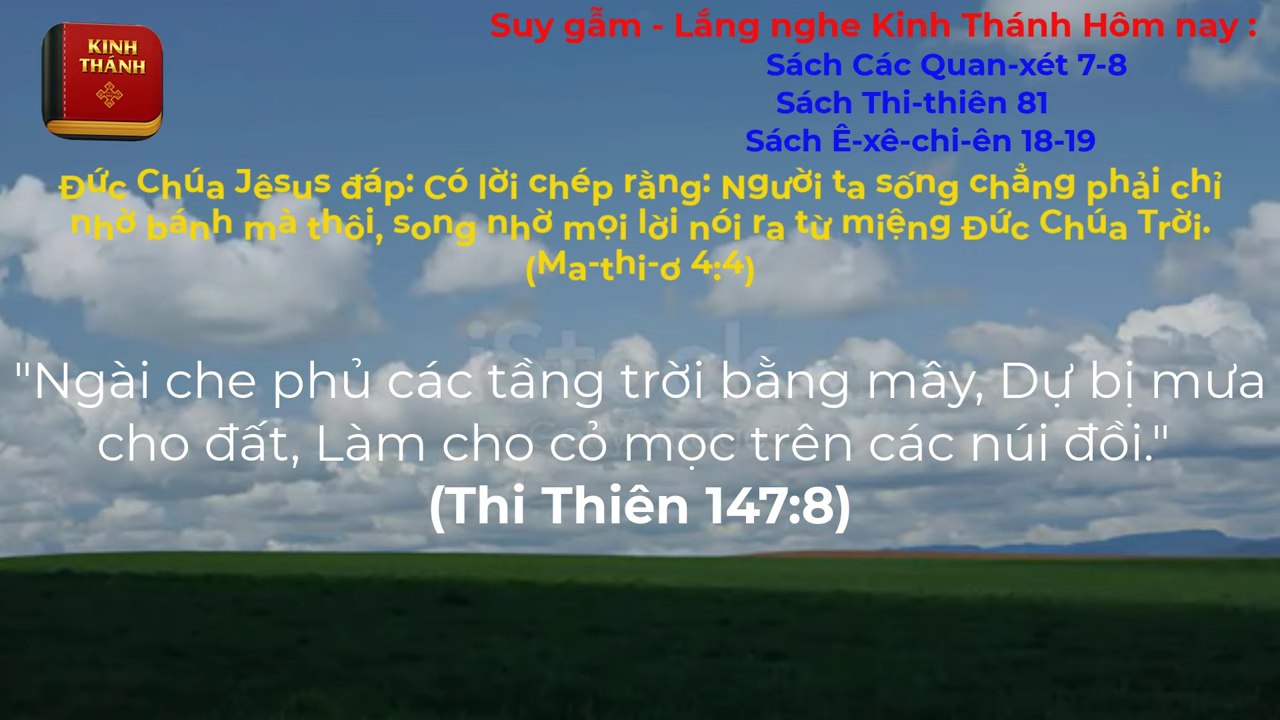 KINH
THÁNH
Suy gẫm - Lắng nghe Kinh Thánh Hôm nay :
Sách Các Quan-xét 7-8
Sách Thi-thiên 81
Sách Ê-xê-chi-ên 18-19
Đức Chúa Jêsus đáp: Có lời chép rằng: Người ta sống chẳng phải chỉ
nhờ bánh mà thôi, song nhờ mọi lời nói ra từ miệng Đức Chúa Trời.
(Ma-thi-ơ 4:4)
iStock
"Ngài che phủ các tầng trời bằng mây, Dự bị mưa
cho đất, Làm cho cỏ mọc trên các núi đồi."
(Thi Thiên 147:8)